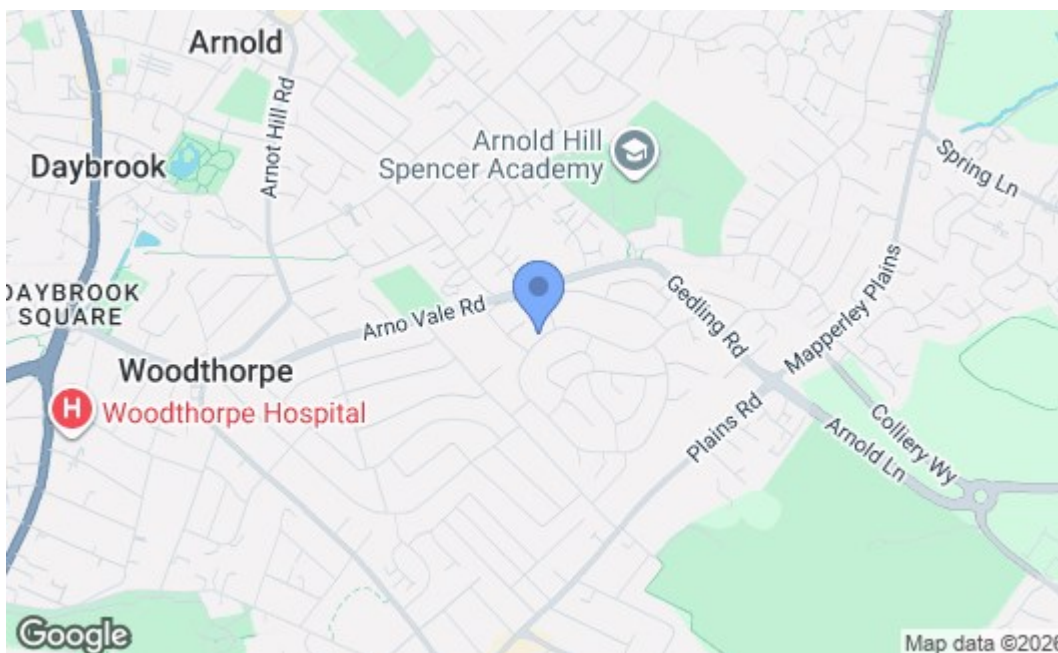 Arnold
Arnot Hill Rd
Daybrook
Arnold Hill
Spencer Academy
Spring Ln
DAYBROOK
SQUARE
Arno Vale Rd
Gedling Rd
Mapperley Plains
Woodthorpe
H
Woodthorpe Hospital
Plains Rd
Arnold Ln
Colliery Wy
Google
Map data ©2026